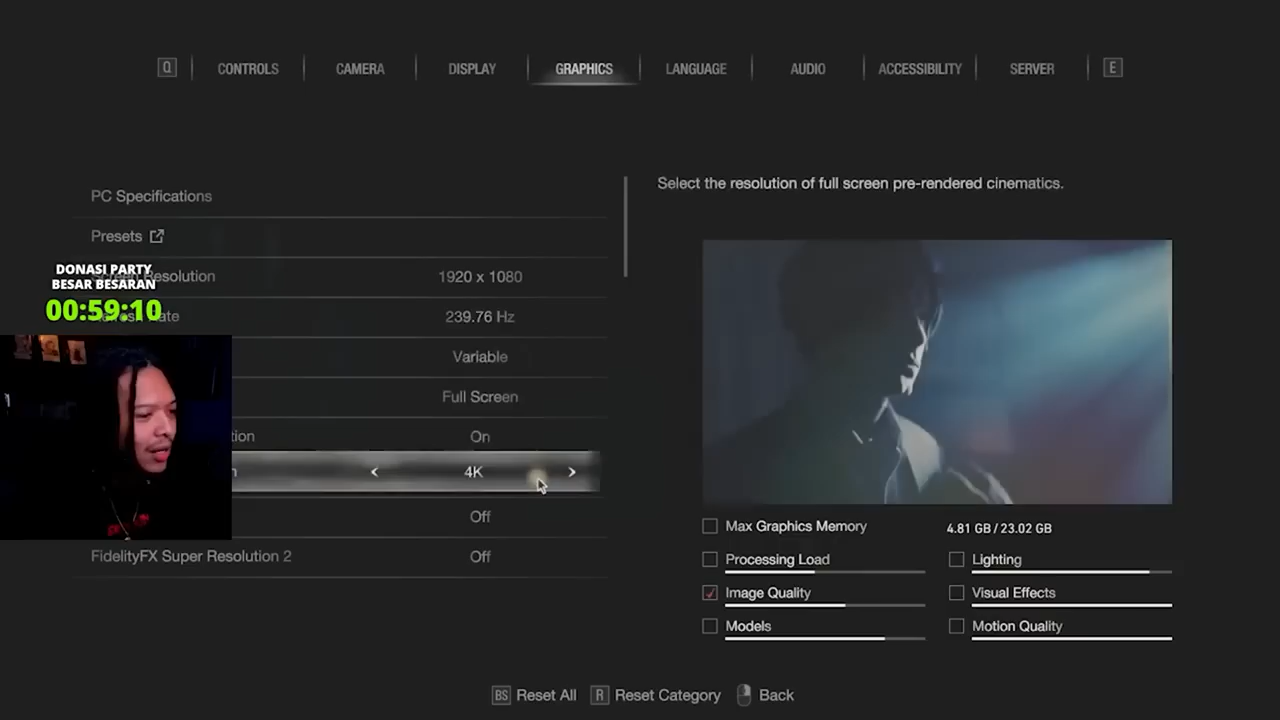 Q CONTROLS CAMERA DISPLAY GRAPHICS LANGUAGE AUDIO ACCESSIBILITY SERVER E
PC Specifications
Presets
Resolution 1920 x 1080
239.76 Hz
Variable
Full Screen
tion On
n 4K
Off
FidelityFX Super Resolution 2 Off
DONASI PARTY
BESAR BESARAN
00:59:10
Select the resolution of full screen pre-rendered cinematics.
Max Graphics Memory 4.81 GB / 23.02 GB
Processing Load Lighting
Image Quality Visual Effects
Models Motion Quality
BS Reset All R Reset Category Back